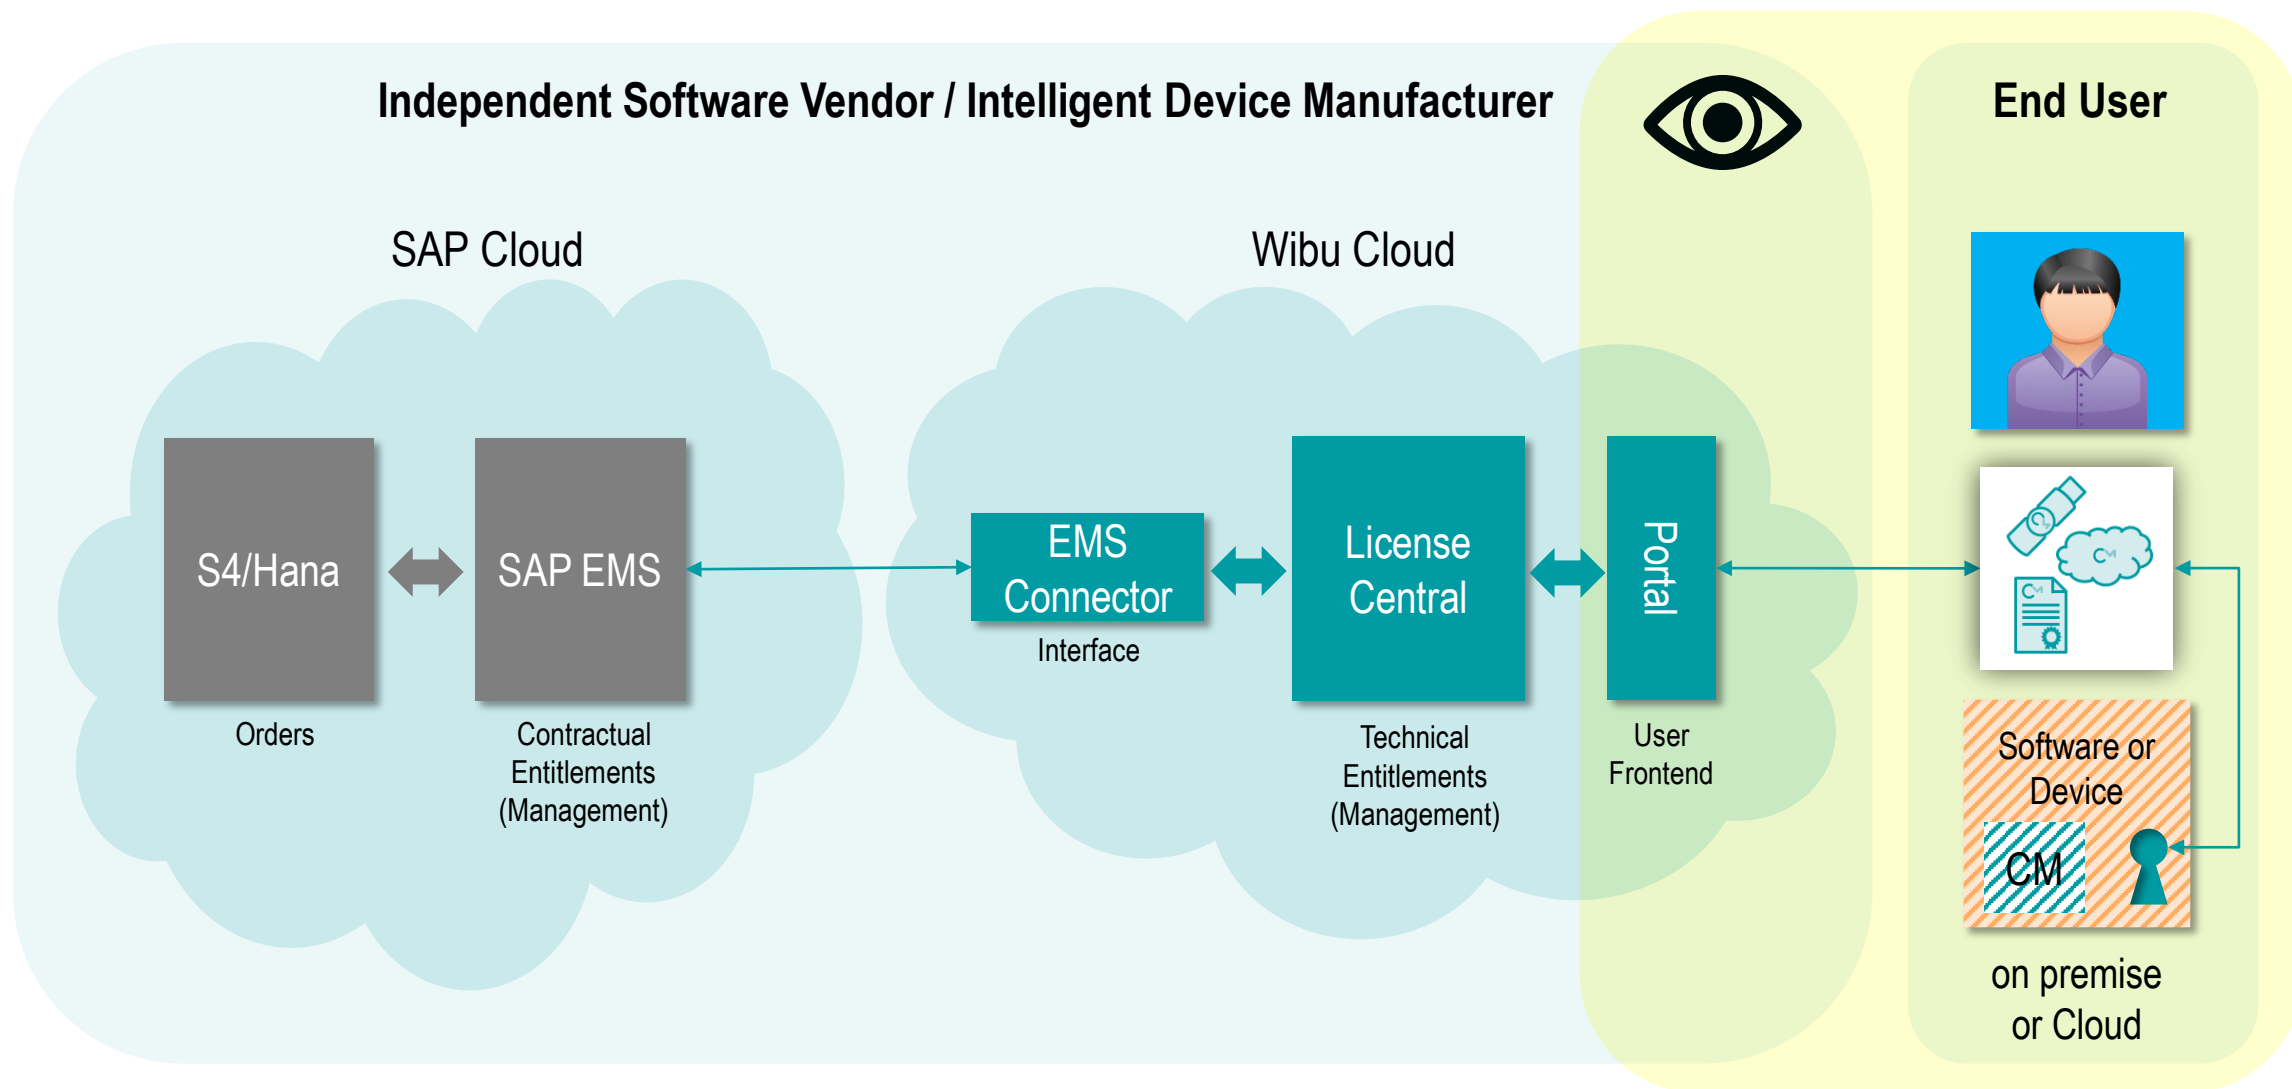 Independent Software Vendor / Intelligent Device Manufacturer
End User
SAP Cloud
Wibu Cloud
S4/Hana
Orders
SAP EMS
Contractual
Entitlements
(Management)
EMS
Connector
Interface
License
Central
Technical
Entitlements
(Management)
Portal
User
Frontend
CM
CM
Software or
Device
CM
on premise
or Cloud